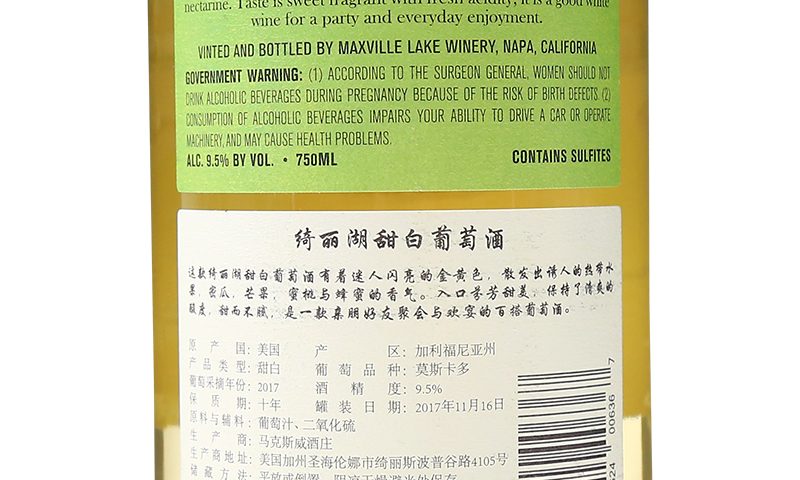 nectarine. Taste is sweet fragrant with fresh acidity, it is a good white
wine for a party and everyday enjoyment.
VINTED AND BOTTLED BY MAXVILLE LAKE WINERY, NAPA, CALIFORNIA
GOVERNMENT WARNING: (1) ACCORDING TO THE SURGEON GENERAL, WOMEN SHOULD NOT
DRINK ALCOHOLIC BEVERAGES DURING PREGNANCY BECAUSE OF THE RISK OF BIRTH DEFECTS. (2)
CONSUMPTION OF ALCOHOLIC BEVERAGES IMPAIRS YOUR ABILITY TO DRIVE A CAR OR OPERATE
MACHINERY, AND MAY CAUSE HEALTH PROBLEMS.
ALC. 9.5% BY VOL. • 750ML CONTAINS SULFITES
绮丽湖甜白葡萄酒
这款绮丽湖甜白葡萄酒有着迷人闪亮的金黄色，散发出诱人的热带水
果，蜜瓜，芒果，蜜桃与蜂蜜的香气。入口芬芳甜美，保持了清爽的
酸度，甜而不腻，是一款亲朋好友聚会与欢宴的百搭葡萄酒。
原产国：美国 产区：加利福尼亚州
产品类型：甜白 葡萄品种：莫斯卡多
葡萄采摘年份：2017 酒精度：9.5%
保质期：十年 罐装日期：2017年11月16日
原料与辅料：葡萄汁、二氧化硫
生产商：马克斯威酒庄
生产商地址：美国加州圣海伦娜市绮丽斯波普谷路4105号
储藏方法：平放或倒置，阴凉干燥避光处保存
00636 7